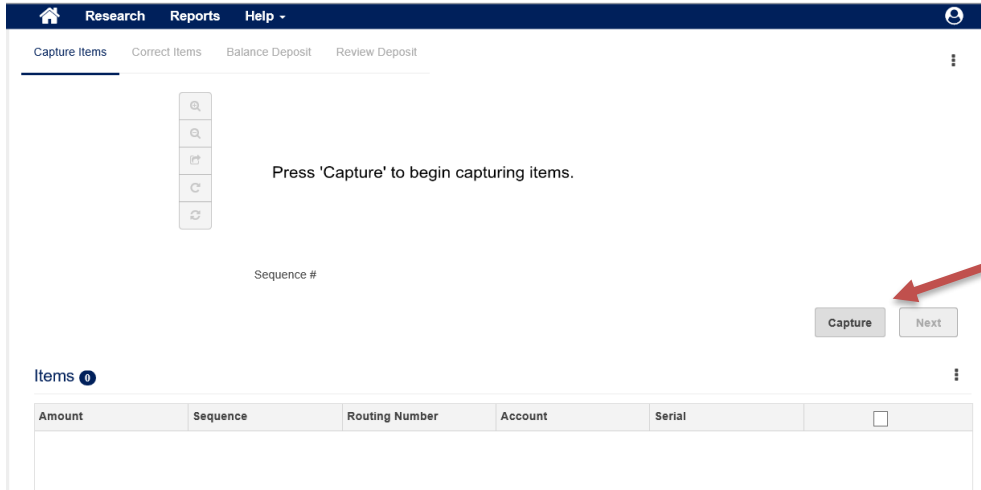 Research Reports Help
Capture Items Correct Items Balance Deposit Review Deposit
Press 'Capture' to begin capturing items.
Sequence #
Capture Next
Items 0
Amount Sequence Routing Number Account Serial